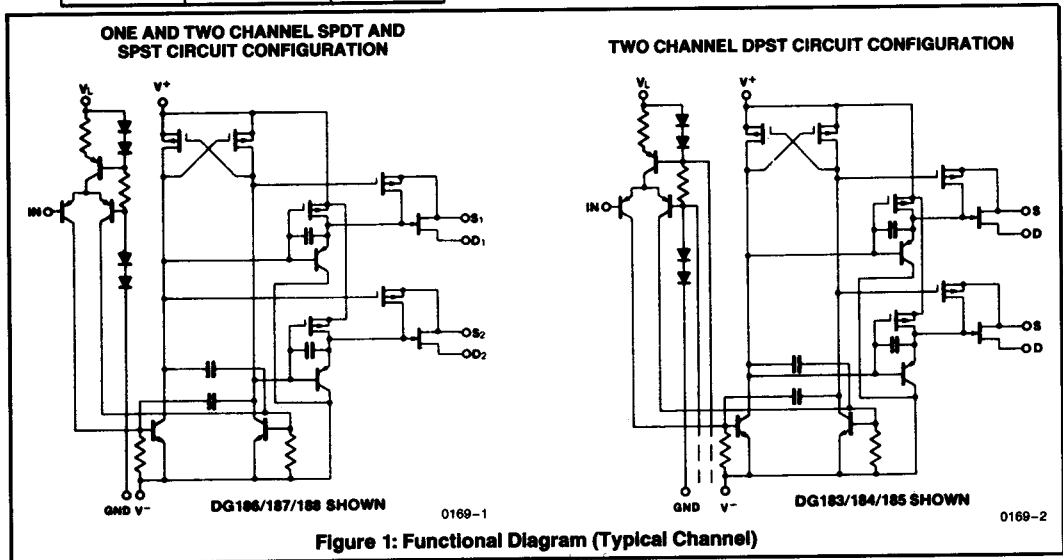 ONE AND TWO CHANNEL SPDT AND
SPST CIRCUIT CONFIGURATION
VL
V+
IN
S1
D1
S2
D2
GND V−
DG186/187/188 SHOWN
0169–1
TWO CHANNEL DPST CIRCUIT CONFIGURATION
VL
V+
IN
S
D
S
D
GND V−
DG183/184/185 SHOWN
0169–2
Figure 1: Functional Diagram (Typical Channel)